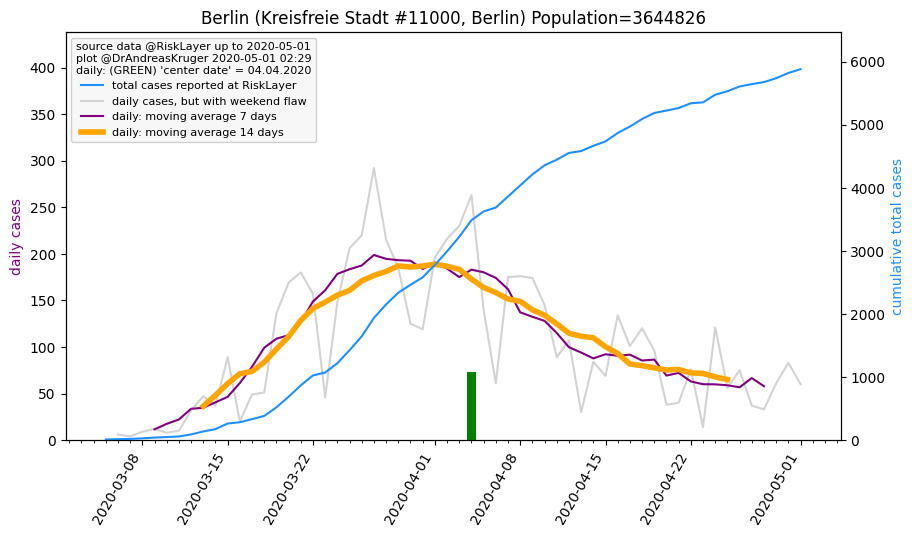 Berlin (Kreisfreie Stadt #11000, Berlin) Population=3644826
source data @RiskLayer up to 2020-05-01
plot @DrAndreasKruger 2020-05-01 02:29
daily: (GREEN) 'center date' = 04.04.2020
total cases reported at RiskLayer
daily cases, but with weekend flaw
daily: moving average 7 days
daily: moving average 14 days
daily cases
400
350
300
250
200
150
100
50
0
cumulative total cases
6000
5000
4000
3000
2000
1000
0
2020-03-08
2020-03-15
2020-03-22
2020-04-01
2020-04-08
2020-04-15
2020-04-22
2020-05-01